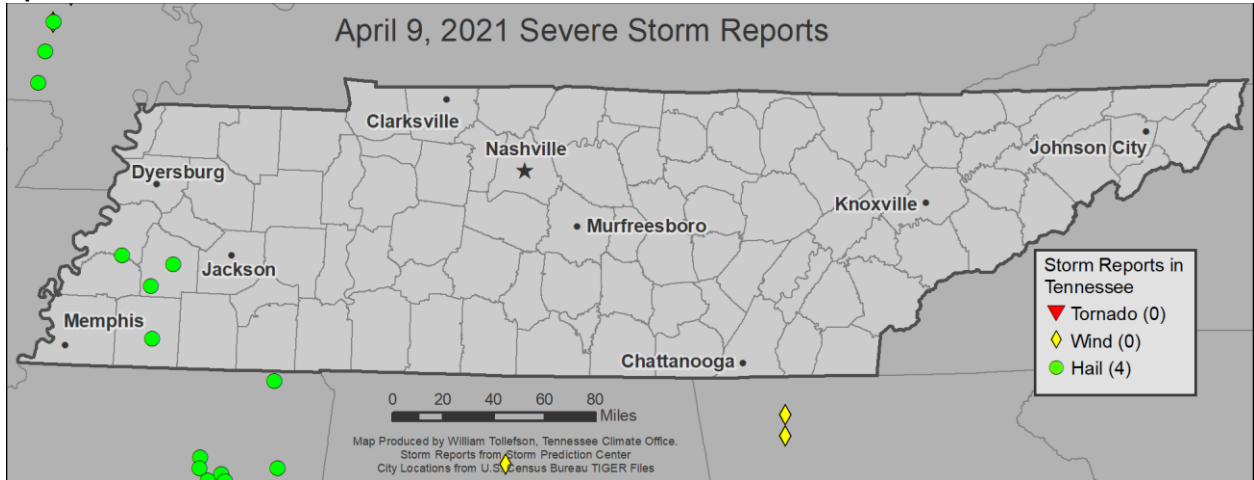 April 9, 2021 Severe Storm Reports
Clarksville
Nashville
Dyersburg
Johnson City
Knoxville
Murfreesboro
Jackson
Memphis
Chattanooga
Storm Reports in
Tennessee
Tornado (0)
Wind (0)
Hail (4)
0 20 40 60 80
Miles
Map Produced by William Tollefson, Tennessee Climate Office.
Storm Reports from Storm Prediction Center
City Locations from U.S. Census Bureau TIGER Files